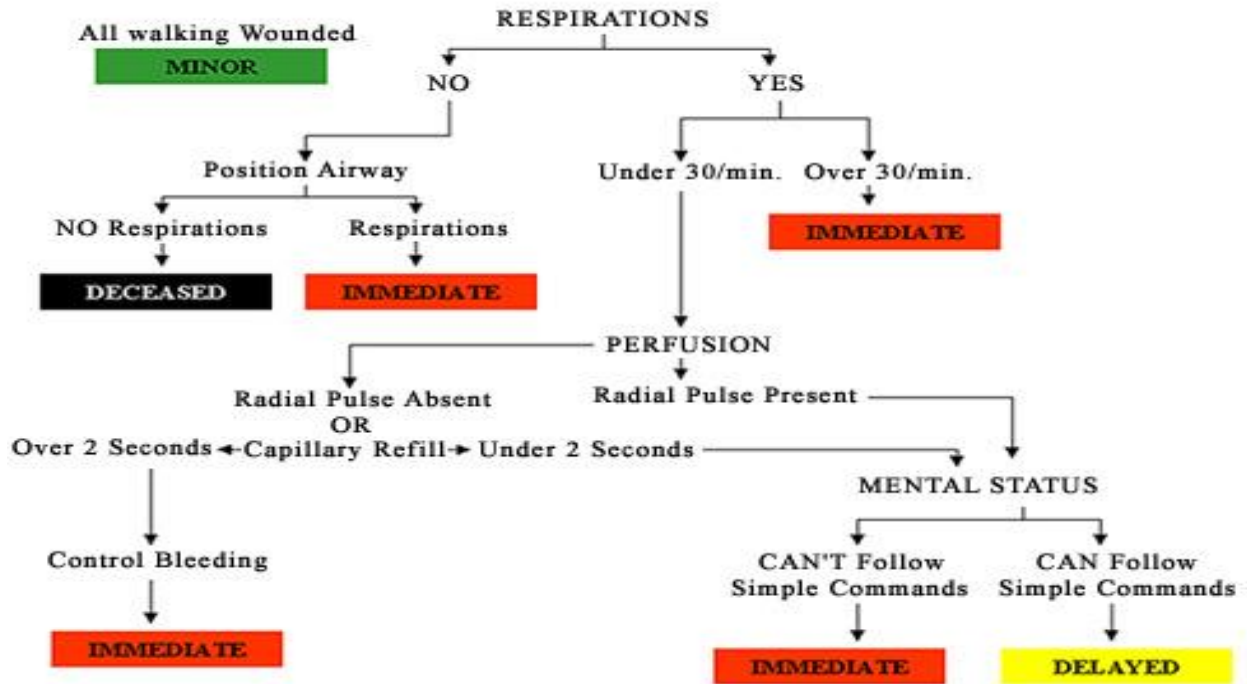 RESPIRATIONS
All walking Wounded
MINOR
NO
YES
Position Airway
Under 30/min.
Over 30/min.
NO Respirations
Respirations
IMMEDIATE
DECEASED
IMMEDIATE
PERFUSION
Radial Pulse Absent
OR
Radial Pulse Present
Over 2 Seconds
Capillary Refill
Under 2 Seconds
MENTAL STATUS
Control Bleeding
CAN'T Follow
Simple Commands
CAN Follow
Simple Commands
IMMEDIATE
IMMEDIATE
DELAYED